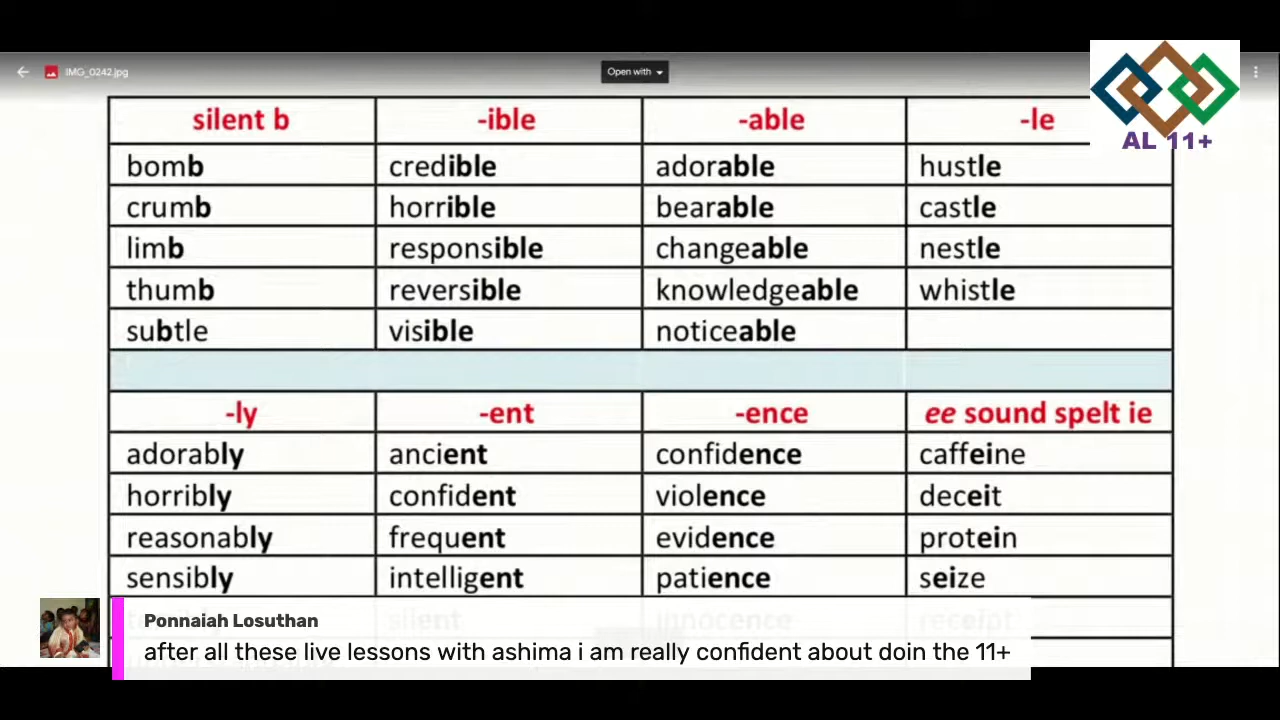 IMG_0242.jpg
Open with
AL 11+
silent b -ible -able -le
bomb credible adorable hustle
crumb horrible bearable castle
limb responsible changeable nestle
thumb reversible knowledgeable whistle
subtle visible noticeable
-ly -ent -ence ee sound spelt ie
adorably ancient confidence caffeine
horribly confident violence deceit
reasonably frequent evidence protein
sensibly intelligent patience seize
silent innocence receipt
Ponnaiah Losuthan
after all these live lessons with ashima i am really confident about doin the 11+